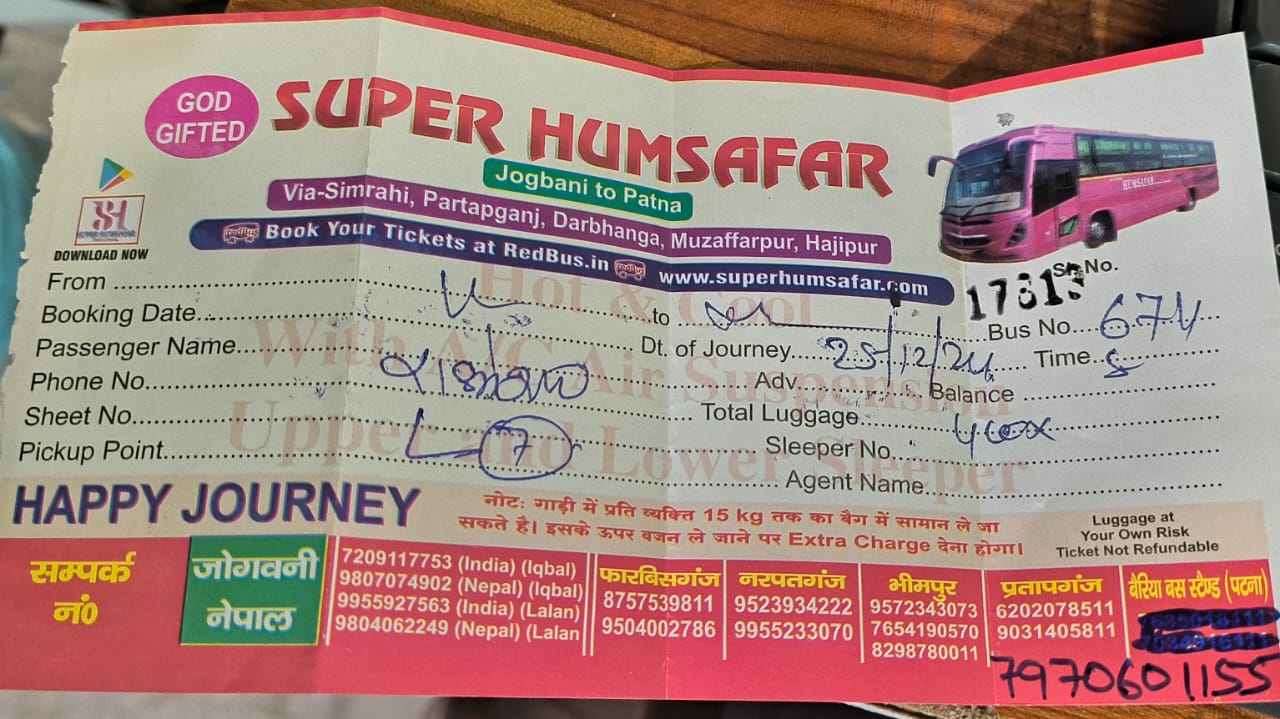 GOD GIFTED
SUPER HUMSAFAR
Jogbani to Patna
Via-Simrahi, Partapganj, Darbhanga, Muzaffarpur, Hajipur
Book Your Tickets at RedBus.in www.superhumsafar.com
DOWNLOAD NOW
HUMSAFAR
Sr. No.
From to Bus No. 674
Booking Date Dt. of Journey 25/12/24 Time 8
Passenger Name Adv. Balance
Phone No. Total Luggage
Sheet No. L 7 Sleeper No.
Pickup Point Agent Name
Hot & Cool
With A/C Air Suspension
Upper and Lower Sleeper
HAPPY JOURNEY
नोट: गाड़ी में प्रति व्यक्ति 15 kg तक का बैग में सामान ले जा
सकते है। इसके ऊपर वजन ले जाने पर Extra Charge देना होगा।
Luggage at
Your Own Risk
Ticket Not Refundable
सम्पर्क
नं0
जोगवनी
नेपाल
7209117753 (India) (Iqbal)
9807074902 (Nepal) (Iqbal)
9955927563 (India) (Lalan)
9804062249 (Nepal) (Lalan
फारबिसगंज
8757539811
9504002786
नरपतगंज
9523934222
9955233070
भीमपुर
9572343073
7654190570
8298780011
प्रतापगंज
6202078511
9031405811
बैरिया बस स्टैण्ड (पटना)
7970601155